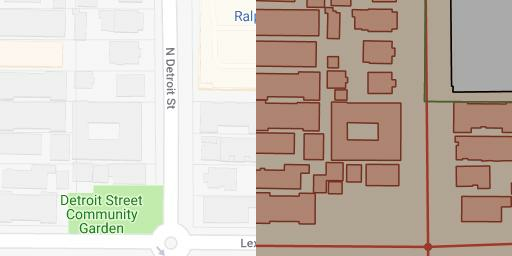 Ralp
N Detroit St
Detroit Street
Community
Garden
Lex